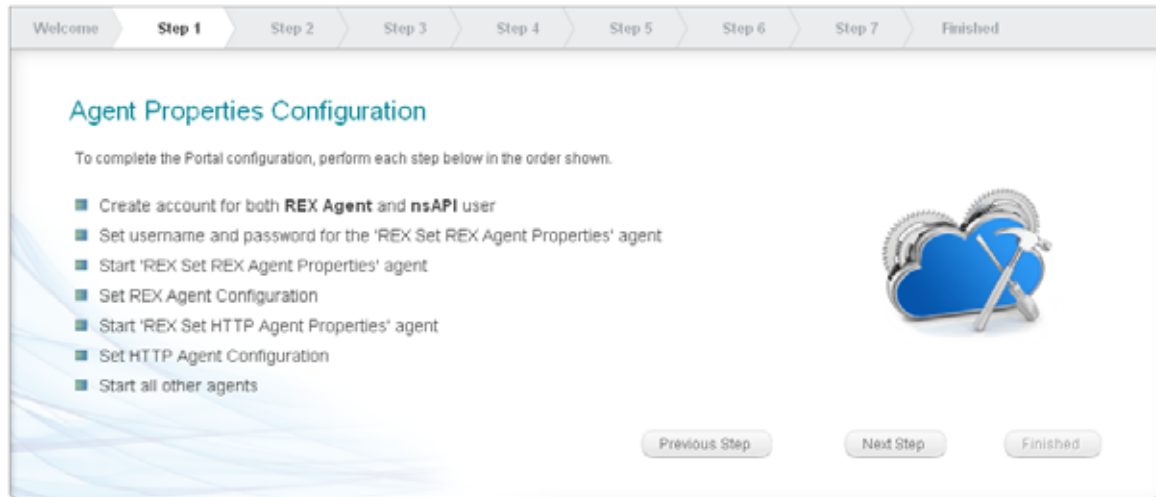 Welcome Step 1 Step 2 Step 3 Step 4 Step 5 Step 6 Step 7 Finished
Agent Properties Configuration
To complete the Portal configuration, perform each step below in the order shown.
Create account for both REX Agent and nsAPI user
Set username and password for the 'REX Set REX Agent Properties' agent
Start 'REX Set REX Agent Properties' agent
Set REX Agent Configuration
Start 'REX Set HTTP Agent Properties' agent
Set HTTP Agent Configuration
Start all other agents
Previous Step Next Step Finished